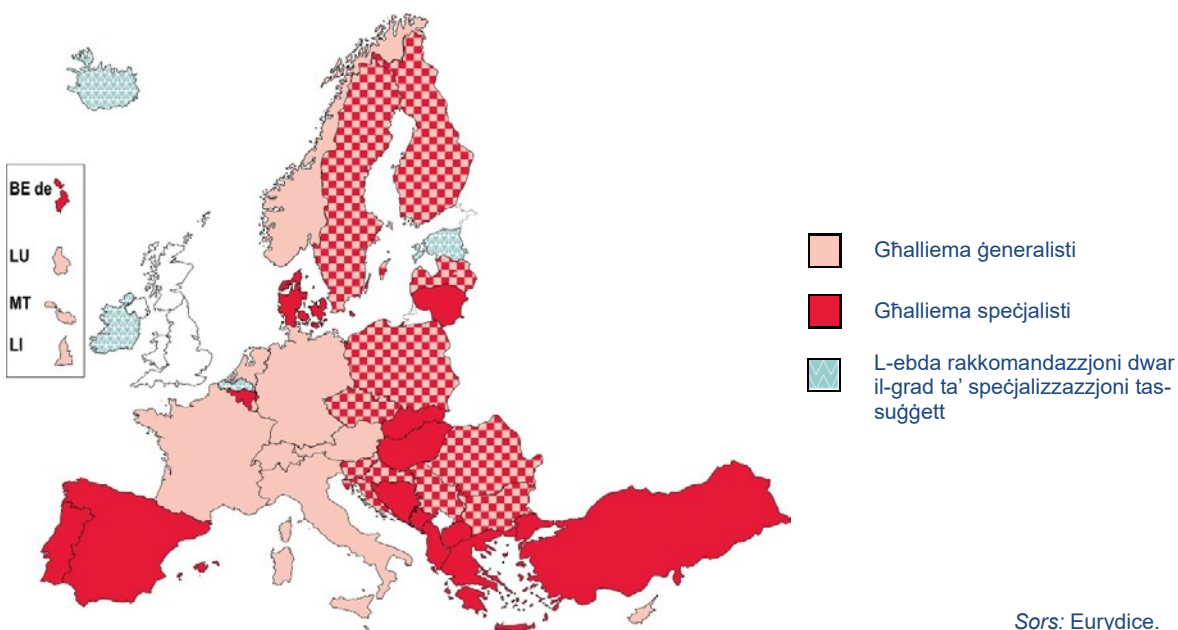 BE de
LU
MT
LI
Għalliema ġeneralisti
Għalliema speċjalisti
L-ebda rakkomandazzjoni dwar
il-grad ta’ speċjalizzazzjoni tas-
suġġett
Sors: Eurydice.